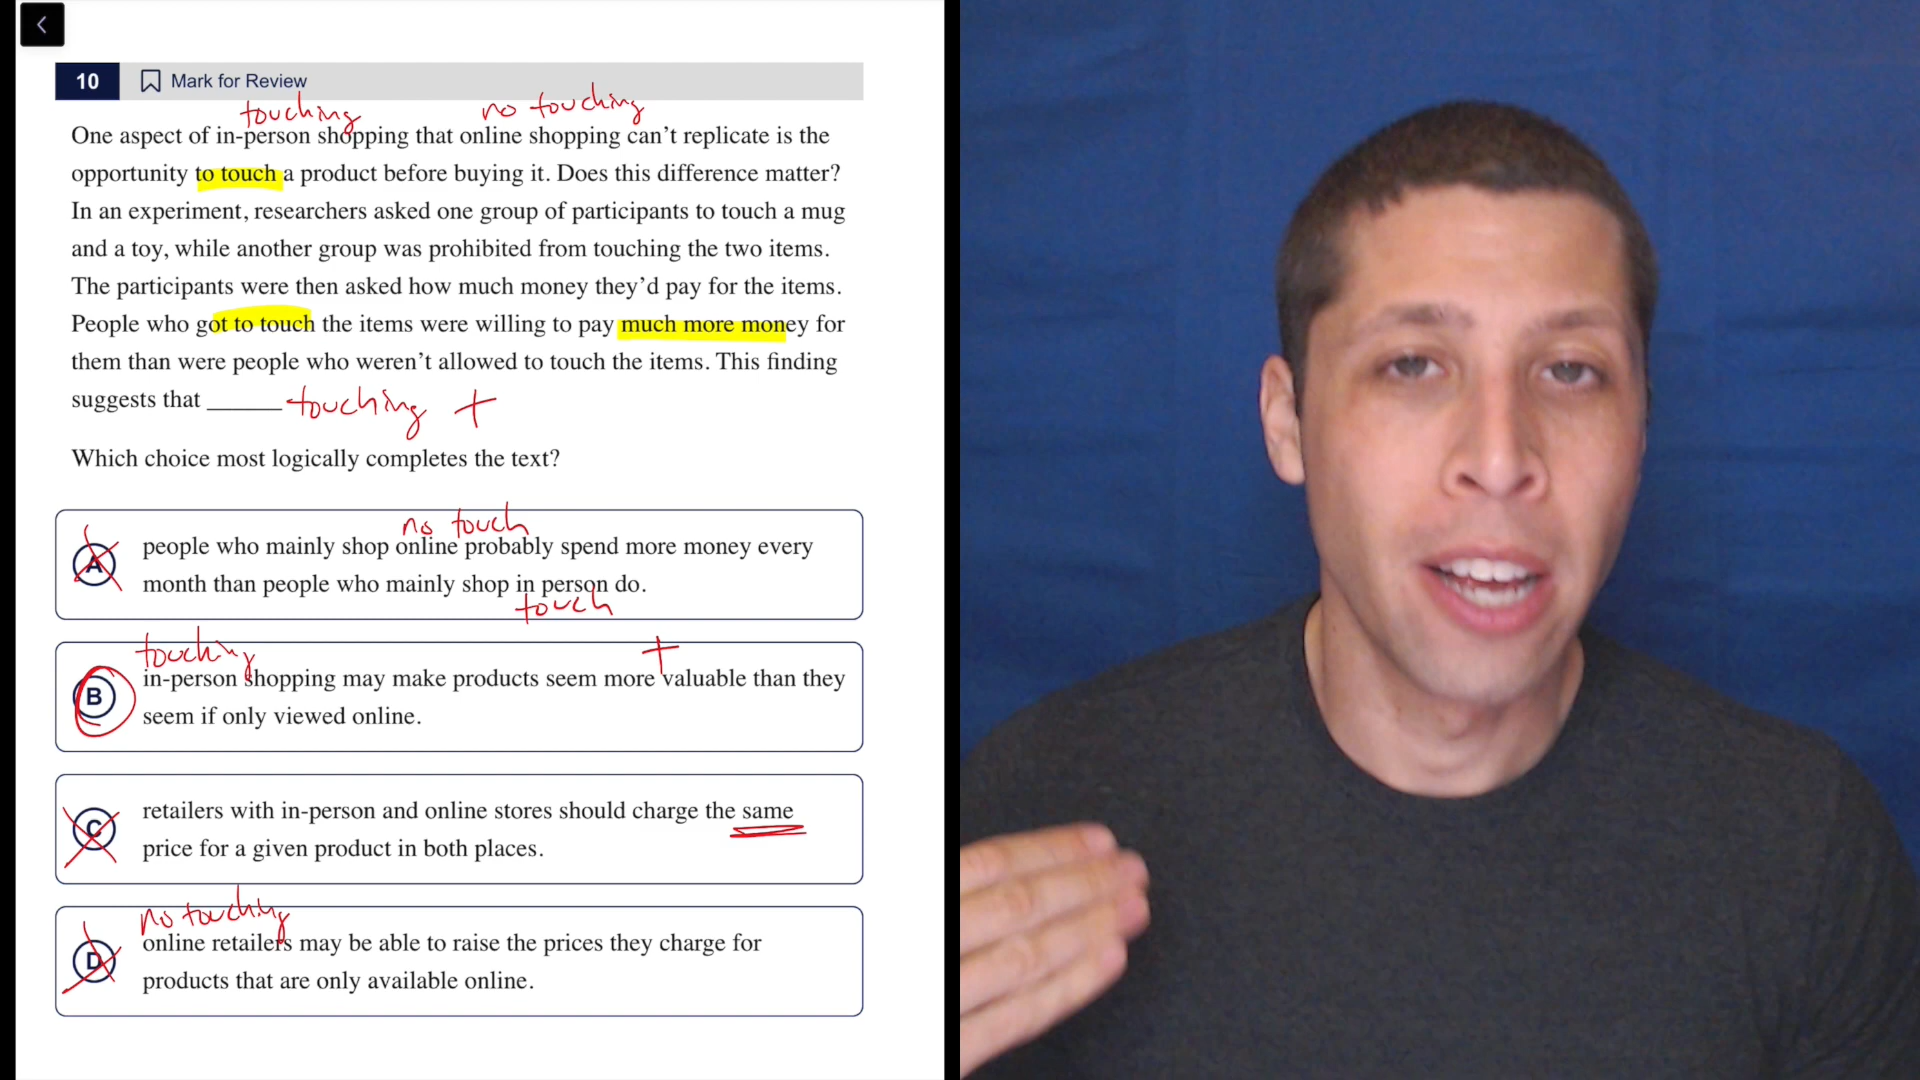 10 Mark for Review
touching no touching
One aspect of in-person shopping that online shopping can't replicate is the
opportunity to touch a product before buying it. Does this difference matter?
In an experiment, researchers asked one group of participants to touch a mug
and a toy, while another group was prohibited from touching the two items.
The participants were then asked how much money they'd pay for the items.
People who got to touch the items were willing to pay much more money for
them than were people who weren't allowed to touch the items. This finding
suggests that ______ touching +
Which choice most logically completes the text?
no touch
A people who mainly shop online probably spend more money every
month than people who mainly shop in person do.
touch
touching +
B in-person shopping may make products seem more valuable than they
seem if only viewed online.
C retailers with in-person and online stores should charge the same
price for a given product in both places.
no touching
D online retailers may be able to raise the prices they charge for
products that are only available online.